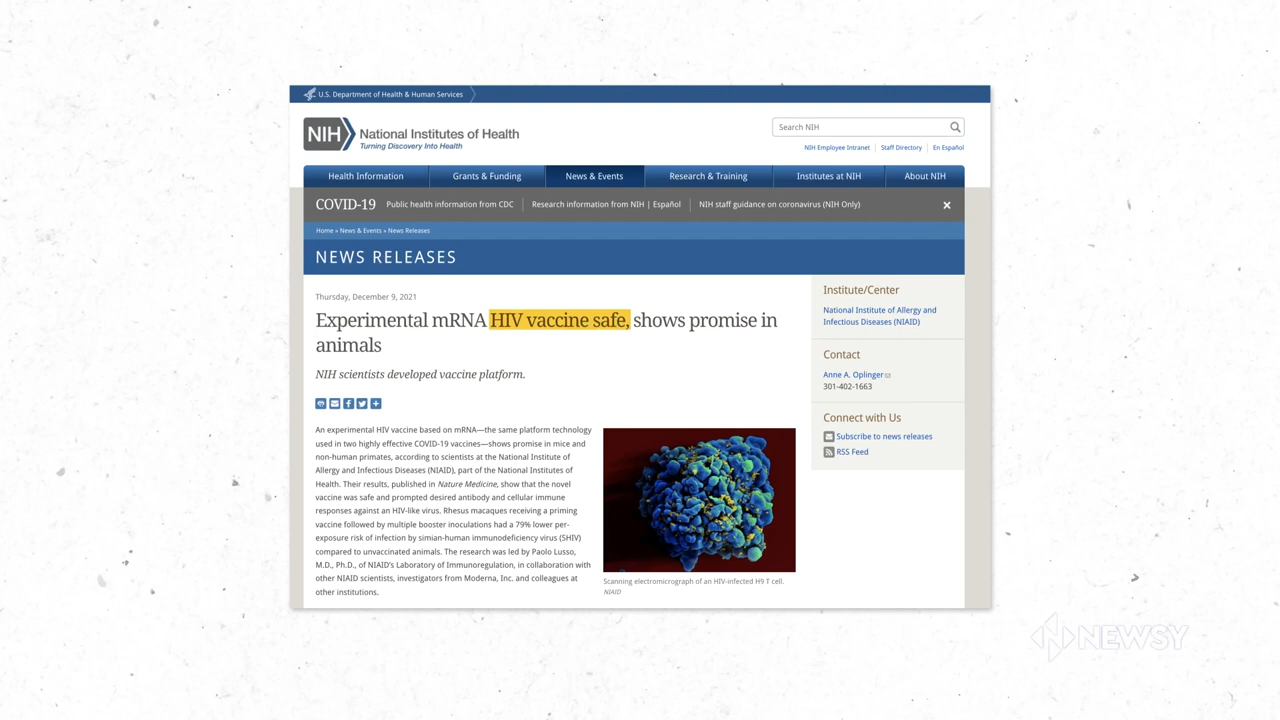 U.S. Department of Health & Human Services
NIH National Institutes of Health
Turning Discovery Into Health
Search NIH
NIH Employee Intranet Staff Directory En Español
Health Information Grants & Funding News & Events Research & Training Institutes at NIH About NIH
COVID-19 Public health information from CDC Research information from NIH | Español NIH staff guidance on coronavirus (NIH Only)
Home » News & Events » News Releases
NEWS RELEASES
Thursday, December 9, 2021
Experimental mRNA HIV vaccine safe, shows promise in
animals
NIH scientists developed vaccine platform.
An experimental HIV vaccine based on mRNA—the same platform technology
used in two highly effective COVID-19 vaccines—shows promise in mice and
non-human primates, according to scientists at the National Institute of
Allergy and Infectious Diseases (NIAID), part of the National Institutes of
Health. Their results, published in Nature Medicine, show that the novel
vaccine was safe and prompted desired antibody and cellular immune
responses against an HIV-like virus. Rhesus macaques receiving a priming
vaccine followed by multiple booster inoculations had a 79% lower per-
exposure risk of infection by simian-human immunodeficiency virus (SHIV)
compared to unvaccinated animals. The research was led by Paolo Lusso,
M.D., Ph.D., of NIAID's Laboratory of Immunoregulation, in collaboration with
other NIAID scientists, investigators from Moderna, Inc. and colleagues at
other institutions.
Scanning electromicrograph of an HIV-infected H9 T cell.
NIAID
Institute/Center
National Institute of Allergy and
Infectious Diseases (NIAID)
Contact
Anne A. Oplinger
301-402-1663
Connect with Us
Subscribe to news releases
RSS Feed
NEWSY